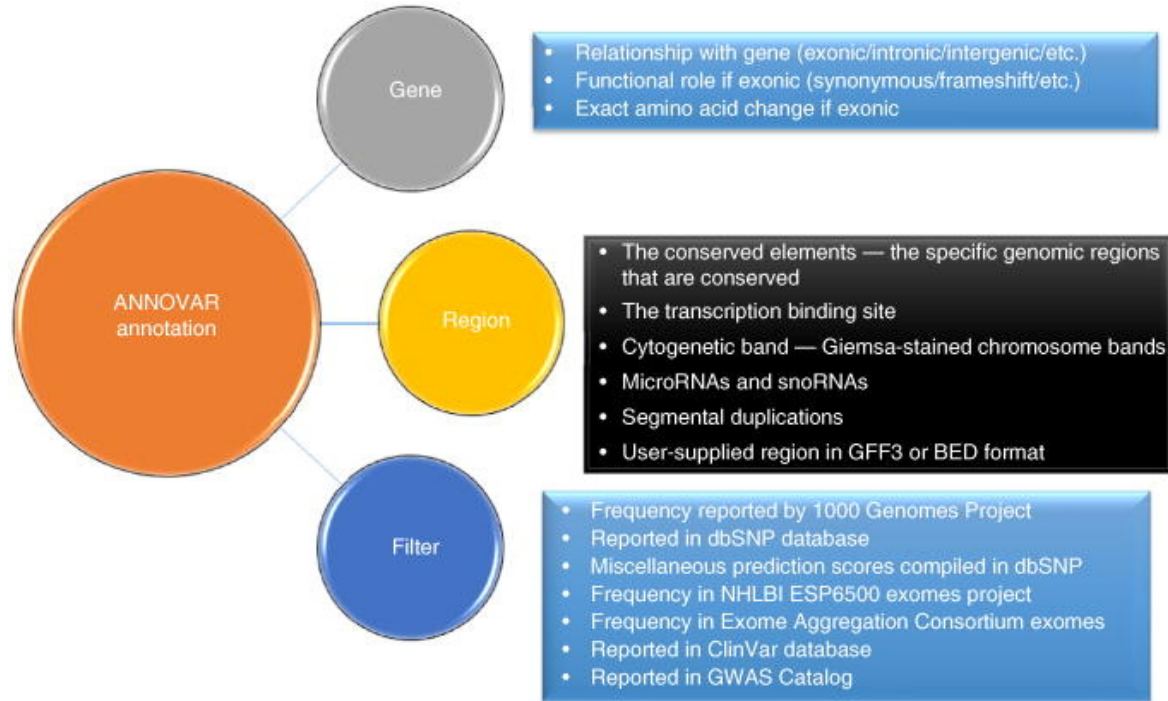 Gene
• Relationship with gene (exonic/intronic/intergenic/etc.)
• Functional role if exonic (synonymous/frameshift/etc.)
• Exact amino acid change if exonic
ANNOVAR
annotation
Region
• The conserved elements — the specific genomic regions
that are conserved
• The transcription binding site
• Cytogenetic band — Giemsa-stained chromosome bands
• MicroRNAs and snoRNAs
• Segmental duplications
• User-supplied region in GFF3 or BED format
Filter
• Frequency reported by 1000 Genomes Project
• Reported in dbSNP database
• Miscellaneous prediction scores compiled in dbSNP
• Frequency in NHLBI ESP6500 exomes project
• Frequency in Exome Aggregation Consortium exomes
• Reported in ClinVar database
• Reported in GWAS Catalog